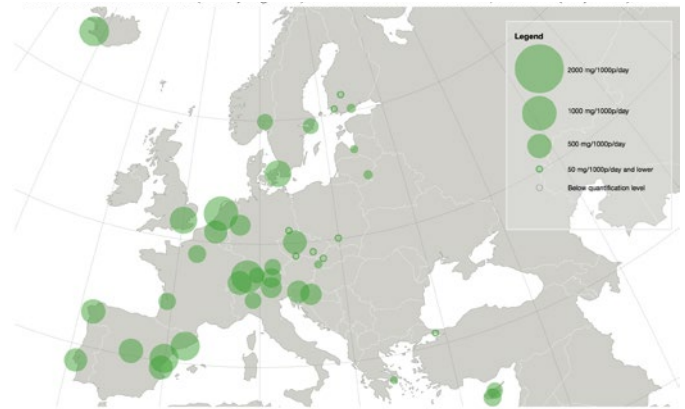 Legend
2000 mg/1000p/day
1000 mg/1000p/day
500 mg/1000p/day
50 mg/1000p/day and lower
Below quantification level